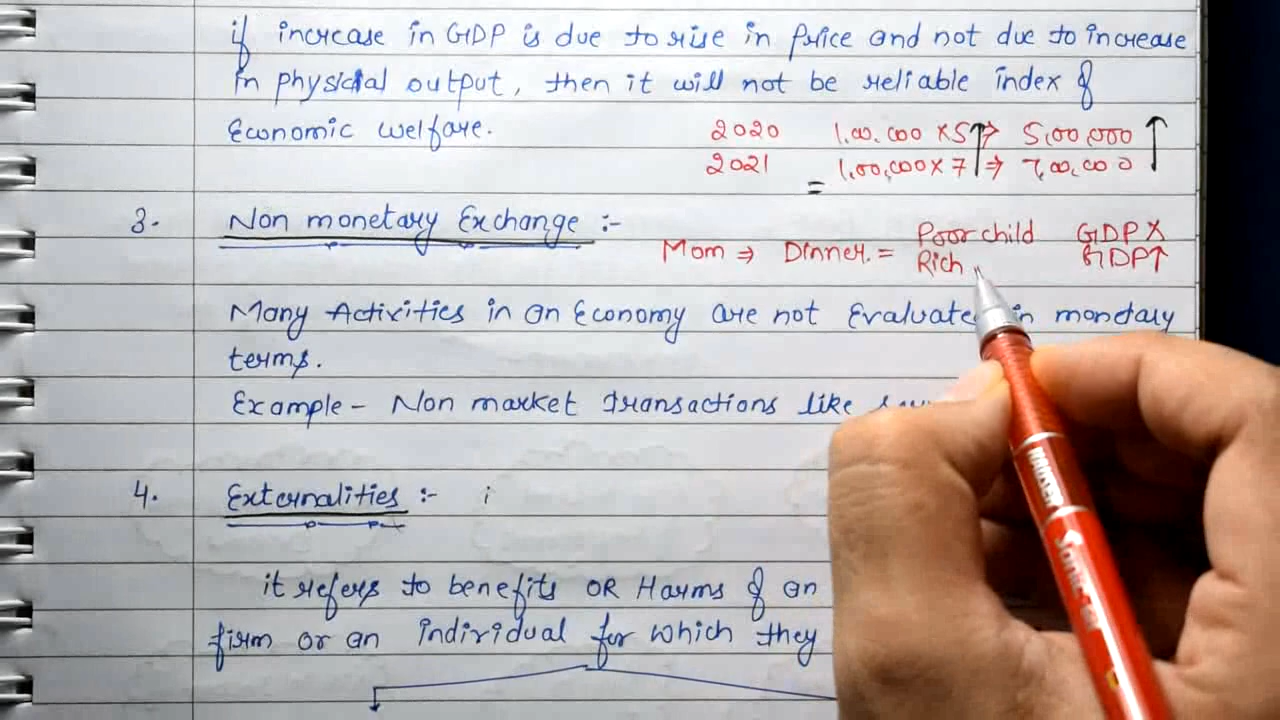 if increase in GDP is due to rise in price and not due to increase
in physical output, then it will not be reliable index of
Economic welfare.
2020 1,00,000 × 5 ⇒ 5,00,000 ↑
2021 1,00,000 × 7 ⇒ 7,00,000
=
3. Non monetary Exchange :-
Mom ⇒ Dinner. = Poor child GDP X
Rich GDP↑
Many Activities in an Economy are not Evaluated in monetary
terms.
Example - Non market transactions like
4. Externalities :- i
it refers to benefits OR Harms of an
firm or an individual for which they